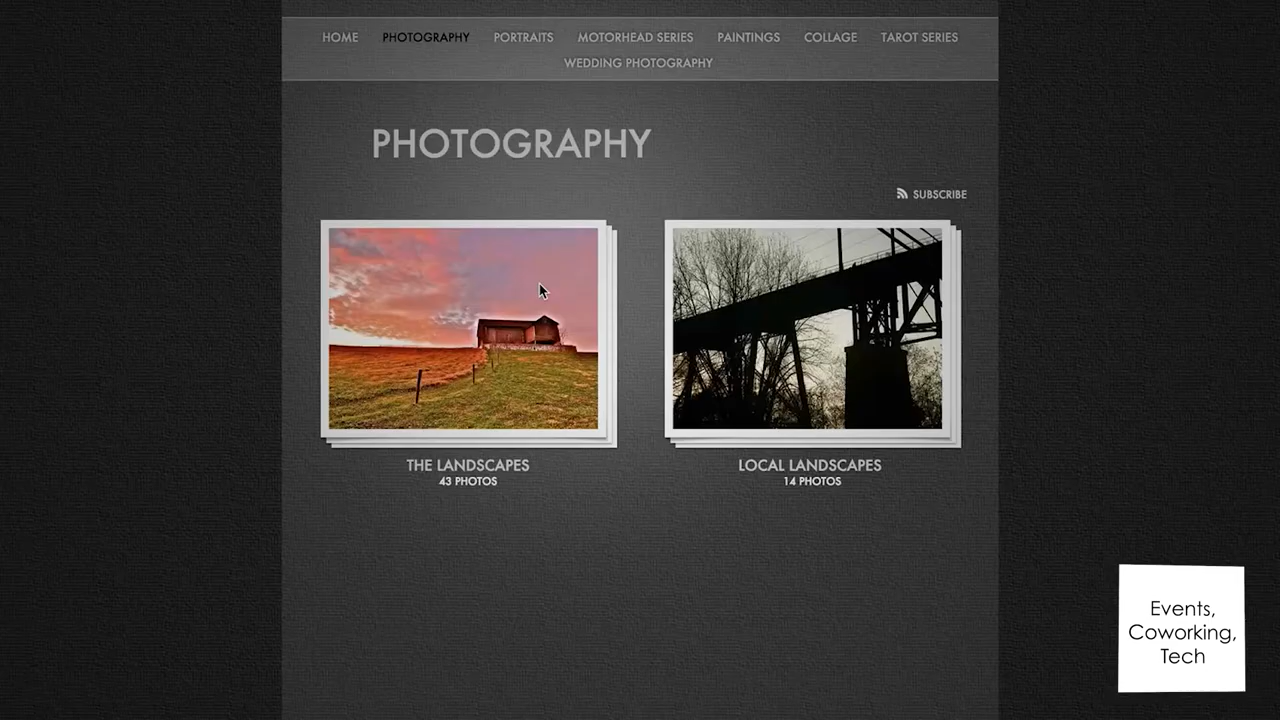 HOME PHOTOGRAPHY PORTRAITS MOTORHEAD SERIES PAINTINGS COLLAGE TAROT SERIES
WEDDING PHOTOGRAPHY
PHOTOGRAPHY
SUBSCRIBE
THE LANDSCAPES
43 PHOTOS
LOCAL LANDSCAPES
14 PHOTOS
Events,
Coworking,
Tech